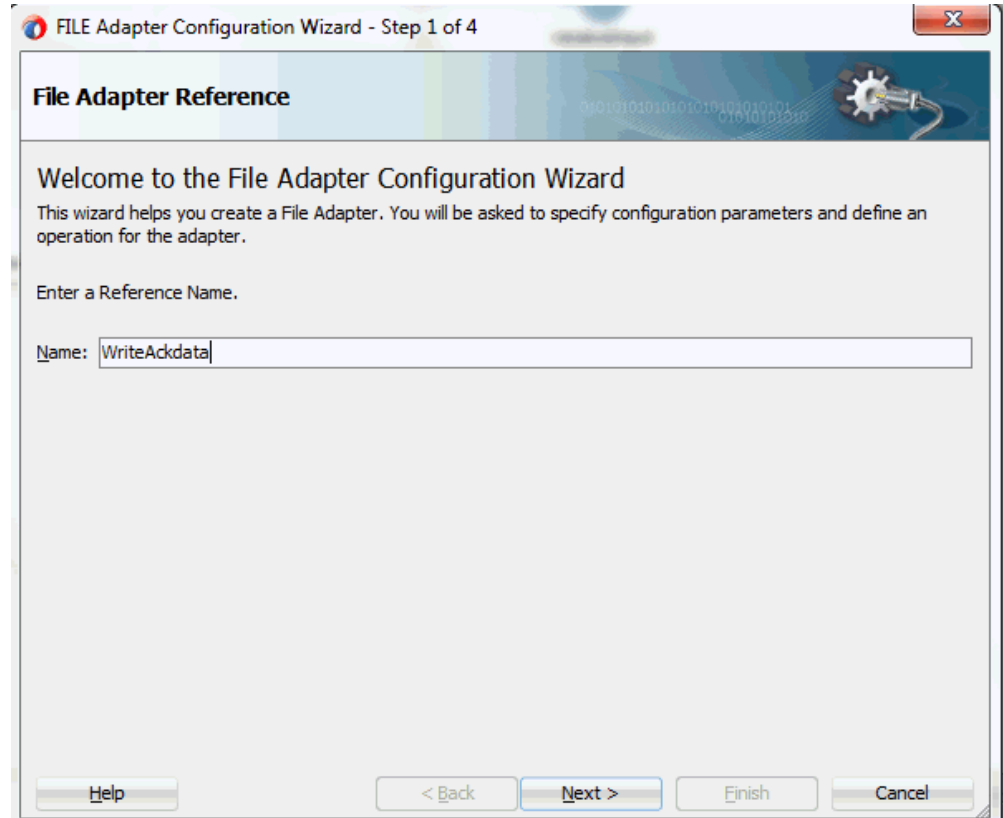 FILE Adapter Configuration Wizard - Step 1 of 4
File Adapter Reference
Welcome to the File Adapter Configuration Wizard
This wizard helps you create a File Adapter. You will be asked to specify configuration parameters and define an
operation for the adapter.
Enter a Reference Name.
Name: WriteAckdata
Help < Back Next > Finish Cancel